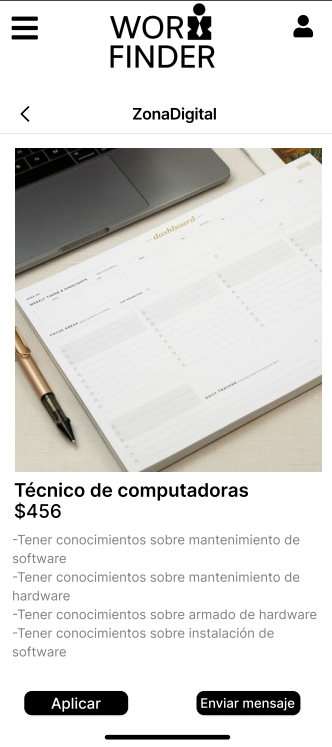 WORK
FINDER
ZonaDigital
dashboard
Técnico de computadoras
$456
-Tener conocimientos sobre mantenimiento de
software
-Tener conocimientos sobre mantenimiento de
hardware
-Tener conocimientos sobre armado de hardware
-Tener conocimientos sobre instalación de
software
Aplicar
Enviar mensaje